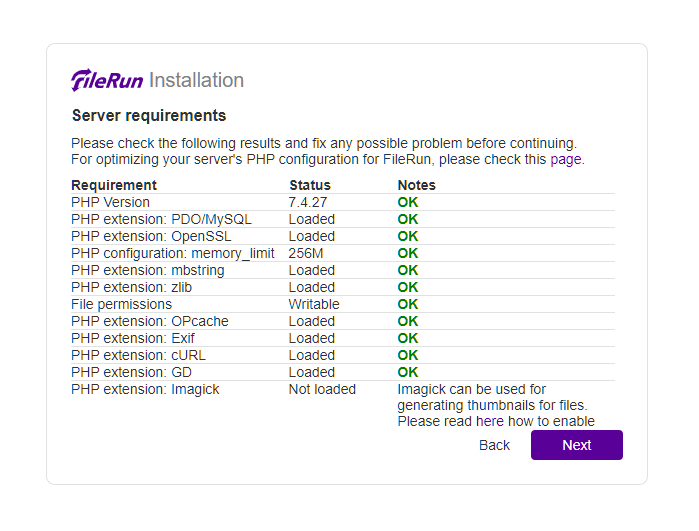 FileRun Installation
Server requirements
Please check the following results and fix any possible problem before continuing.
For optimizing your server's PHP configuration for FileRun, please check this page.
Requirement Status Notes
PHP Version 7.4.27 OK
PHP extension: PDO/MySQL Loaded OK
PHP extension: OpenSSL Loaded OK
PHP configuration: memory_limit 256M OK
PHP extension: mbstring Loaded OK
PHP extension: zlib Loaded OK
File permissions Writable OK
PHP extension: OPcache Loaded OK
PHP extension: Exif Loaded OK
PHP extension: cURL Loaded OK
PHP extension: GD Loaded OK
PHP extension: Imagick Not loaded Imagick can be used for
generating thumbnails for files.
Please read here how to enable
Back Next